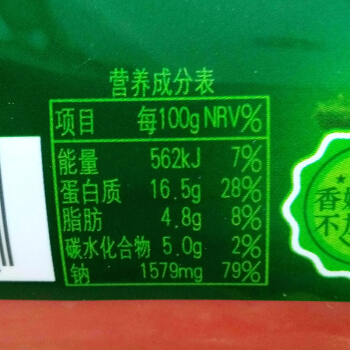 营养成分表
项目 每100g NRV%
能量 562kJ 7%
蛋白质 16.5g 28%
脂肪 4.8g 8%
碳水化合物 5.0g 2%
钠 1579mg 79%
香
不